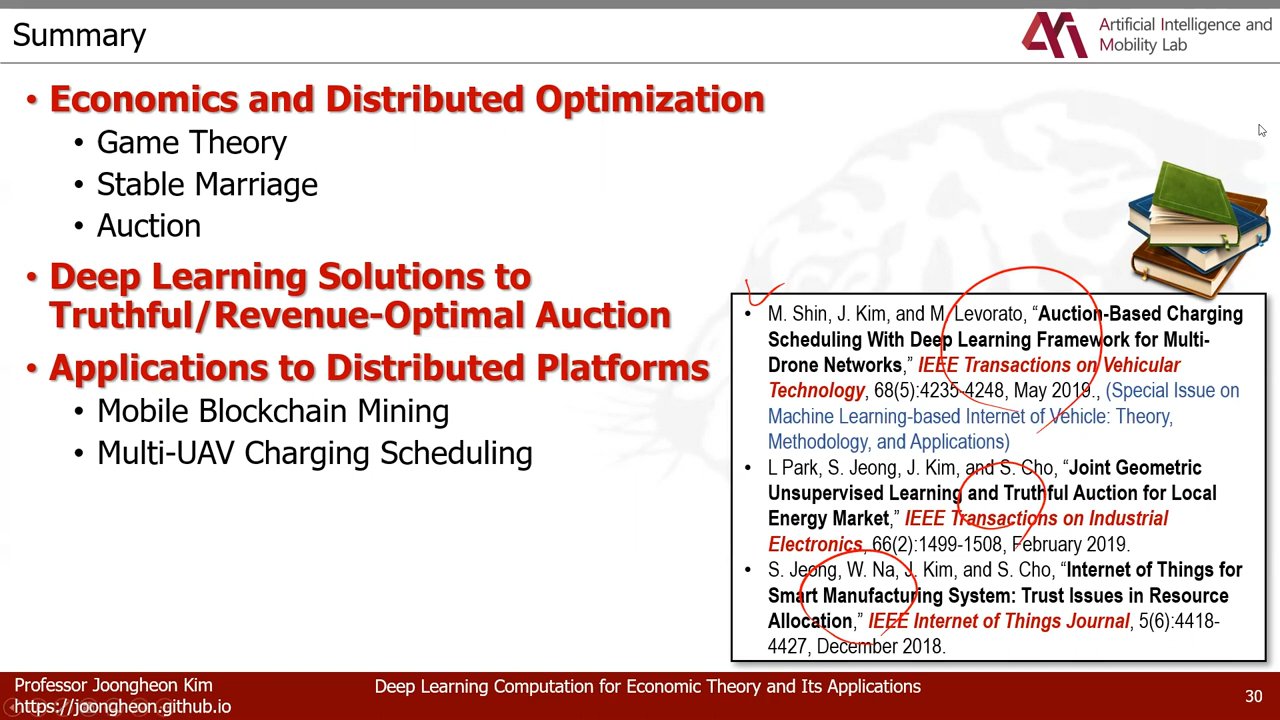 Summary
Artificial Intelligence and
Mobility Lab
• Economics and Distributed Optimization
• Game Theory
• Stable Marriage
• Auction
• Deep Learning Solutions to
Truthful/Revenue-Optimal Auction
• Applications to Distributed Platforms
• Mobile Blockchain Mining
• Multi-UAV Charging Scheduling
• M. Shin, J. Kim, and M. Levorato, “Auction-Based Charging
Scheduling With Deep Learning Framework for Multi-
Drone Networks,” IEEE Transactions on Vehicular
Technology, 68(5):4235-4248, May 2019., (Special Issue on
Machine Learning-based Internet of Vehicle: Theory,
Methodology, and Applications)
• L Park, S. Jeong, J. Kim, and S. Cho, “Joint Geometric
Unsupervised Learning and Truthful Auction for Local
Energy Market,” IEEE Transactions on Industrial
Electronics, 66(2):1499-1508, February 2019.
• S. Jeong, W. Na, J. Kim, and S. Cho, “Internet of Things for
Smart Manufacturing System: Trust Issues in Resource
Allocation,” IEEE Internet of Things Journal, 5(6):4418-
4427, December 2018.
Professor Joongheon Kim
https://joongheon.github.io
Deep Learning Computation for Economic Theory and Its Applications
30